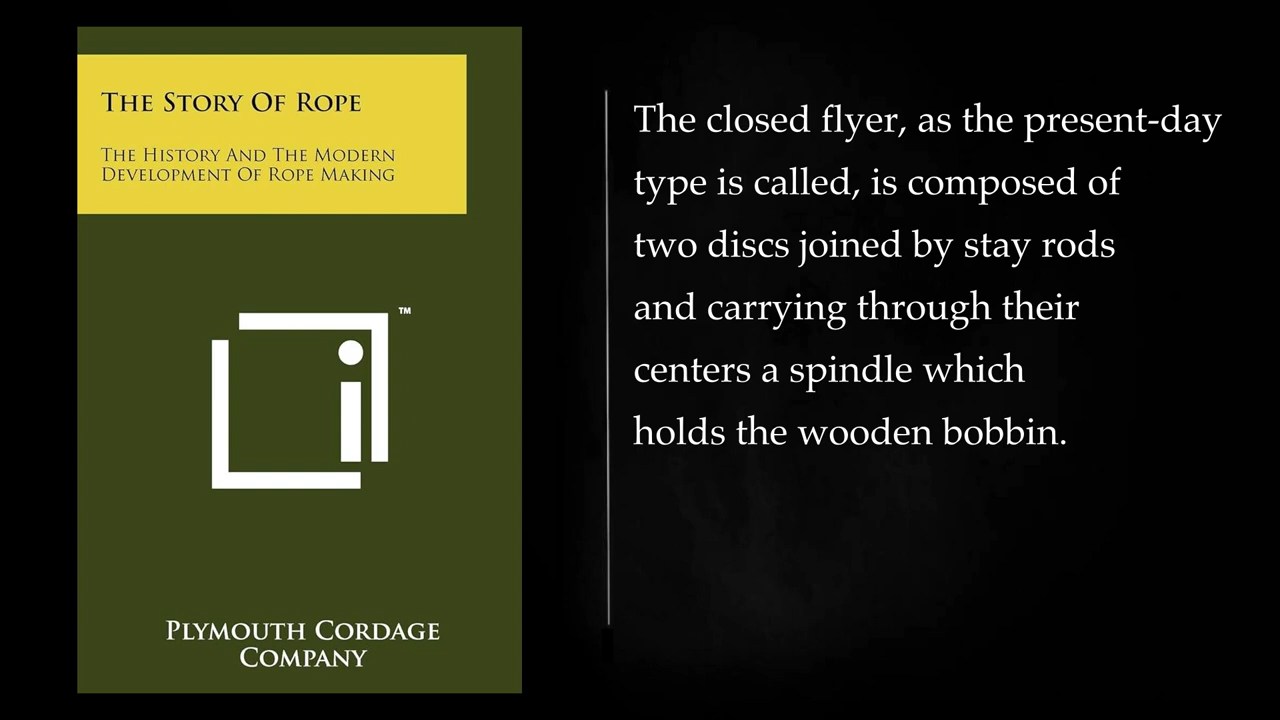 The Story Of Rope
The History And The Modern
Development Of Rope Making
TM
Plymouth Cordage
Company
The closed flyer, as the present-day
type is called, is composed of
two discs joined by stay rods
and carrying through their
centers a spindle which
holds the wooden bobbin.